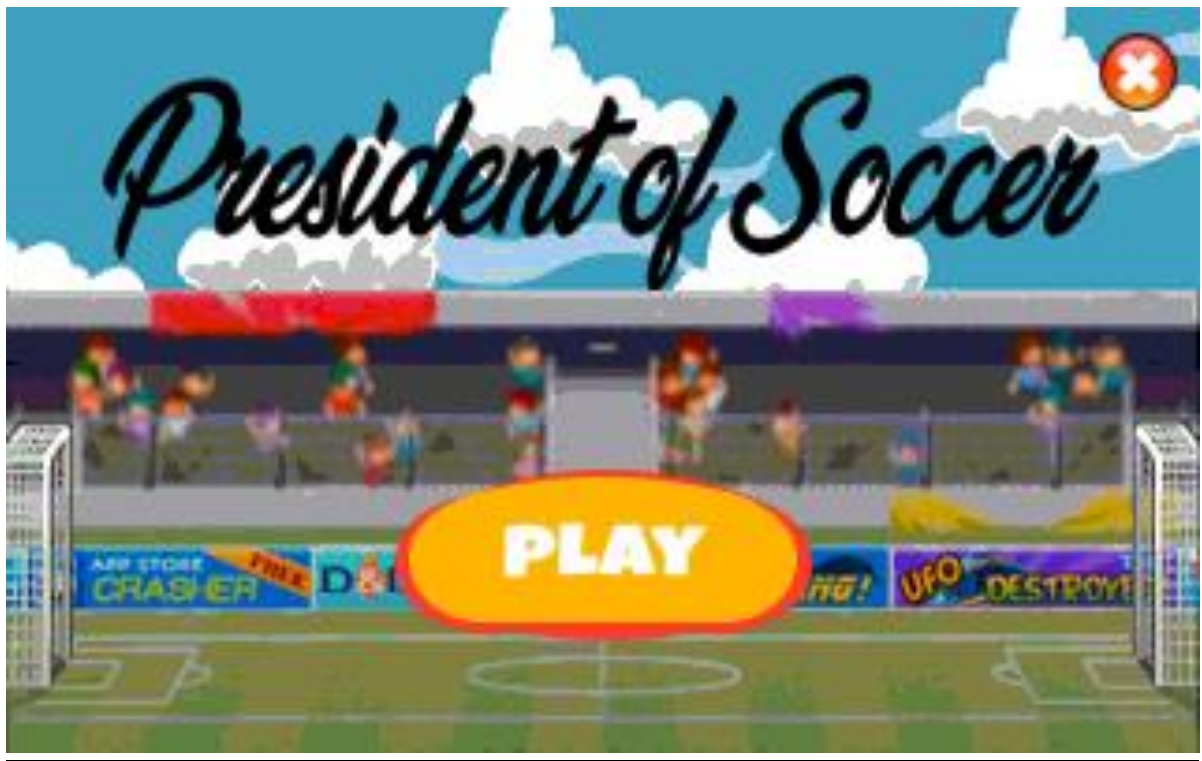 President of Soccer
PLAY
APP STORE
CRASHER
FREE
UFO